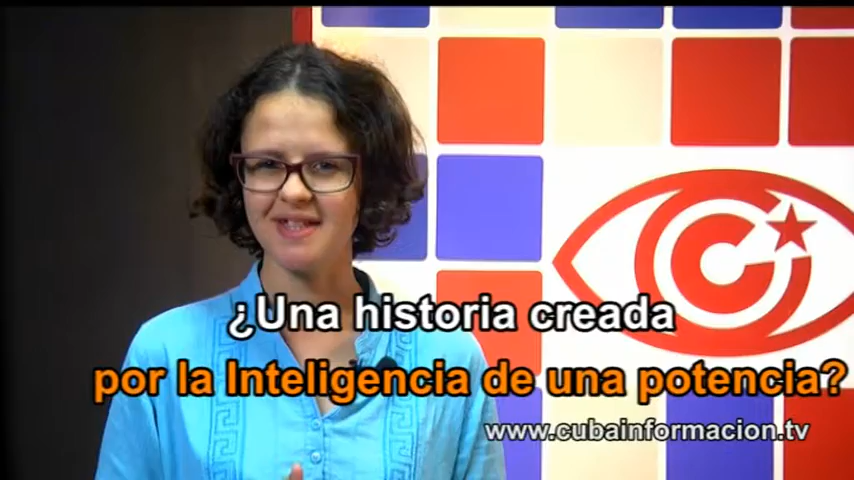 ¿Una historia creada
por la Inteligencia de una potencia?
www.cubainformacion.tv